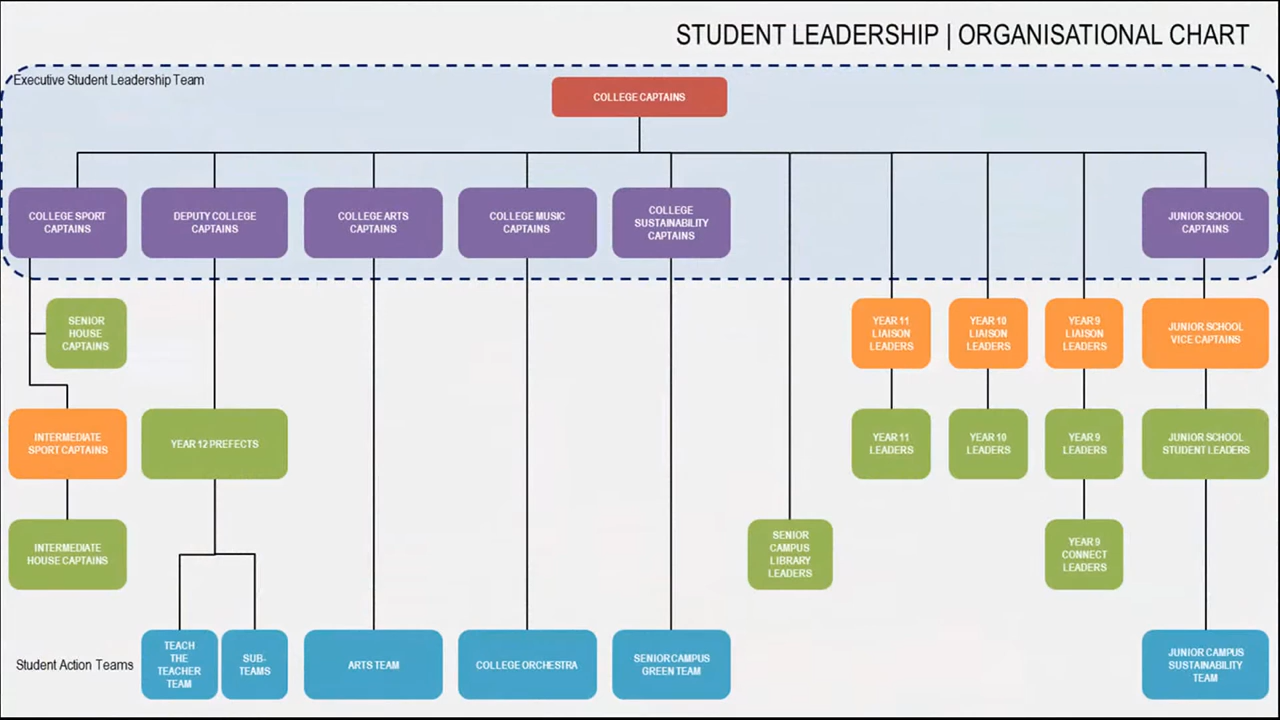 STUDENT LEADERSHIP | ORGANISATIONAL CHART
Executive Student Leadership Team
COLLEGE CAPTAINS
COLLEGE SPORT
CAPTAINS
DEPUTY COLLEGE
CAPTAINS
COLLEGE ARTS
CAPTAINS
COLLEGE MUSIC
CAPTAINS
COLLEGE
SUSTAINABILITY
CAPTAINS
JUNIOR SCHOOL
CAPTAINS
SENIOR
HOUSE
CAPTAINS
YEAR 11
LIAISON
LEADERS
YEAR 10
LIAISON
LEADERS
YEAR 9
LIAISON
LEADERS
JUNIOR SCHOOL
VICE CAPTAINS
INTERMEDIATE
SPORT CAPTAINS
YEAR 12 PREFECTS
YEAR 11
LEADERS
YEAR 10
LEADERS
YEAR 9
LEADERS
JUNIOR SCHOOL
STUDENT LEADERS
INTERMEDIATE
HOUSE CAPTAINS
SENIOR
CAMPUS
LIBRARY
LEADERS
YEAR 9
CONNECT
LEADERS
Student Action Teams
TEACH
THE
TEACHER
TEAM
SUB-
TEAMS
ARTS TEAM
COLLEGE ORCHESTRA
SENIOR CAMPUS
GREEN TEAM
JUNIOR CAMPUS
SUSTAINABILITY
TEAM